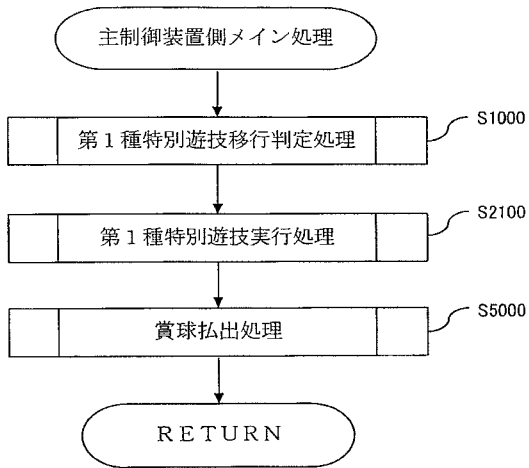 主制御装置側メイン処理
第1種特別遊技移行判定処理
S1000
第1種特別遊技実行処理
S2100
賞球払出処理
S5000
RETURN